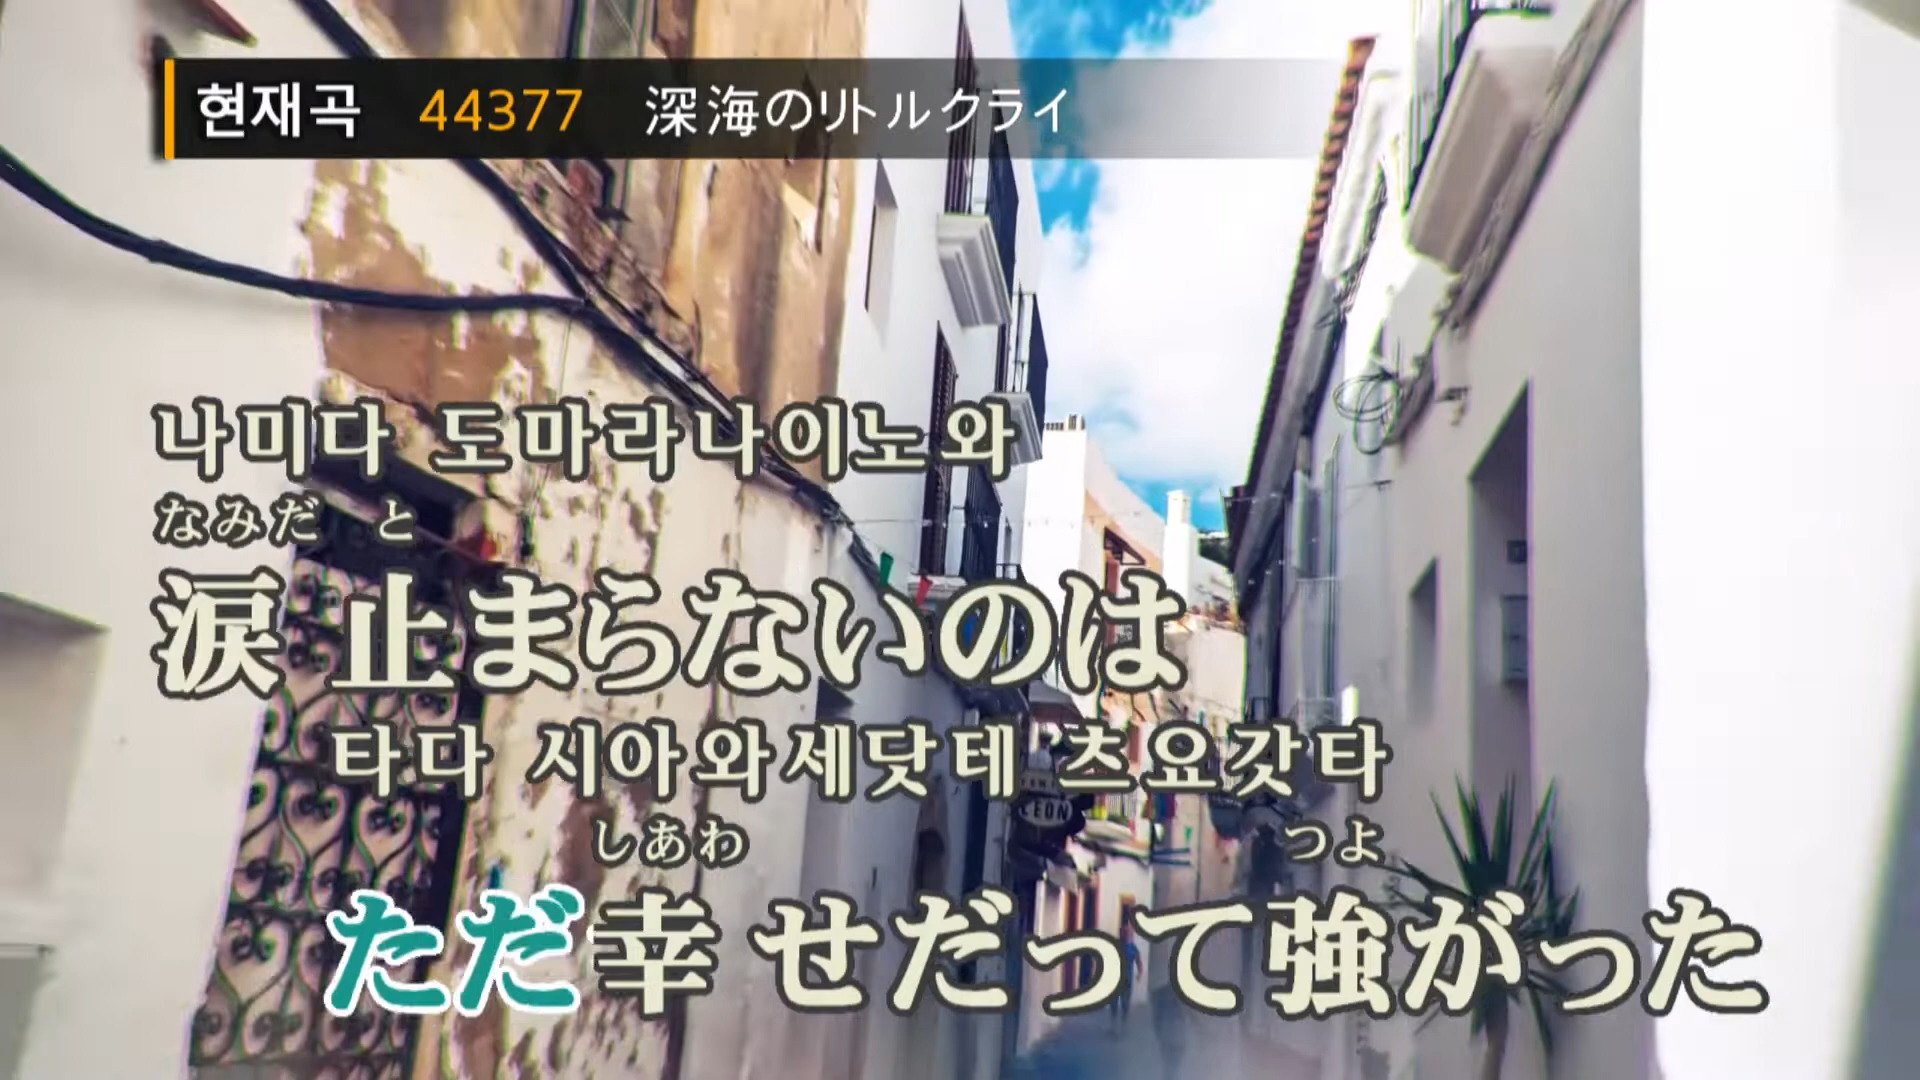 현재곡 44377 深海のリトルクライ
나미다 도마라나이노와
なみだ と
涙 止まらないのは
타다 시아와세닷테 츠요갓타
しあわ つよ
ただ幸せだって強がった
LEON